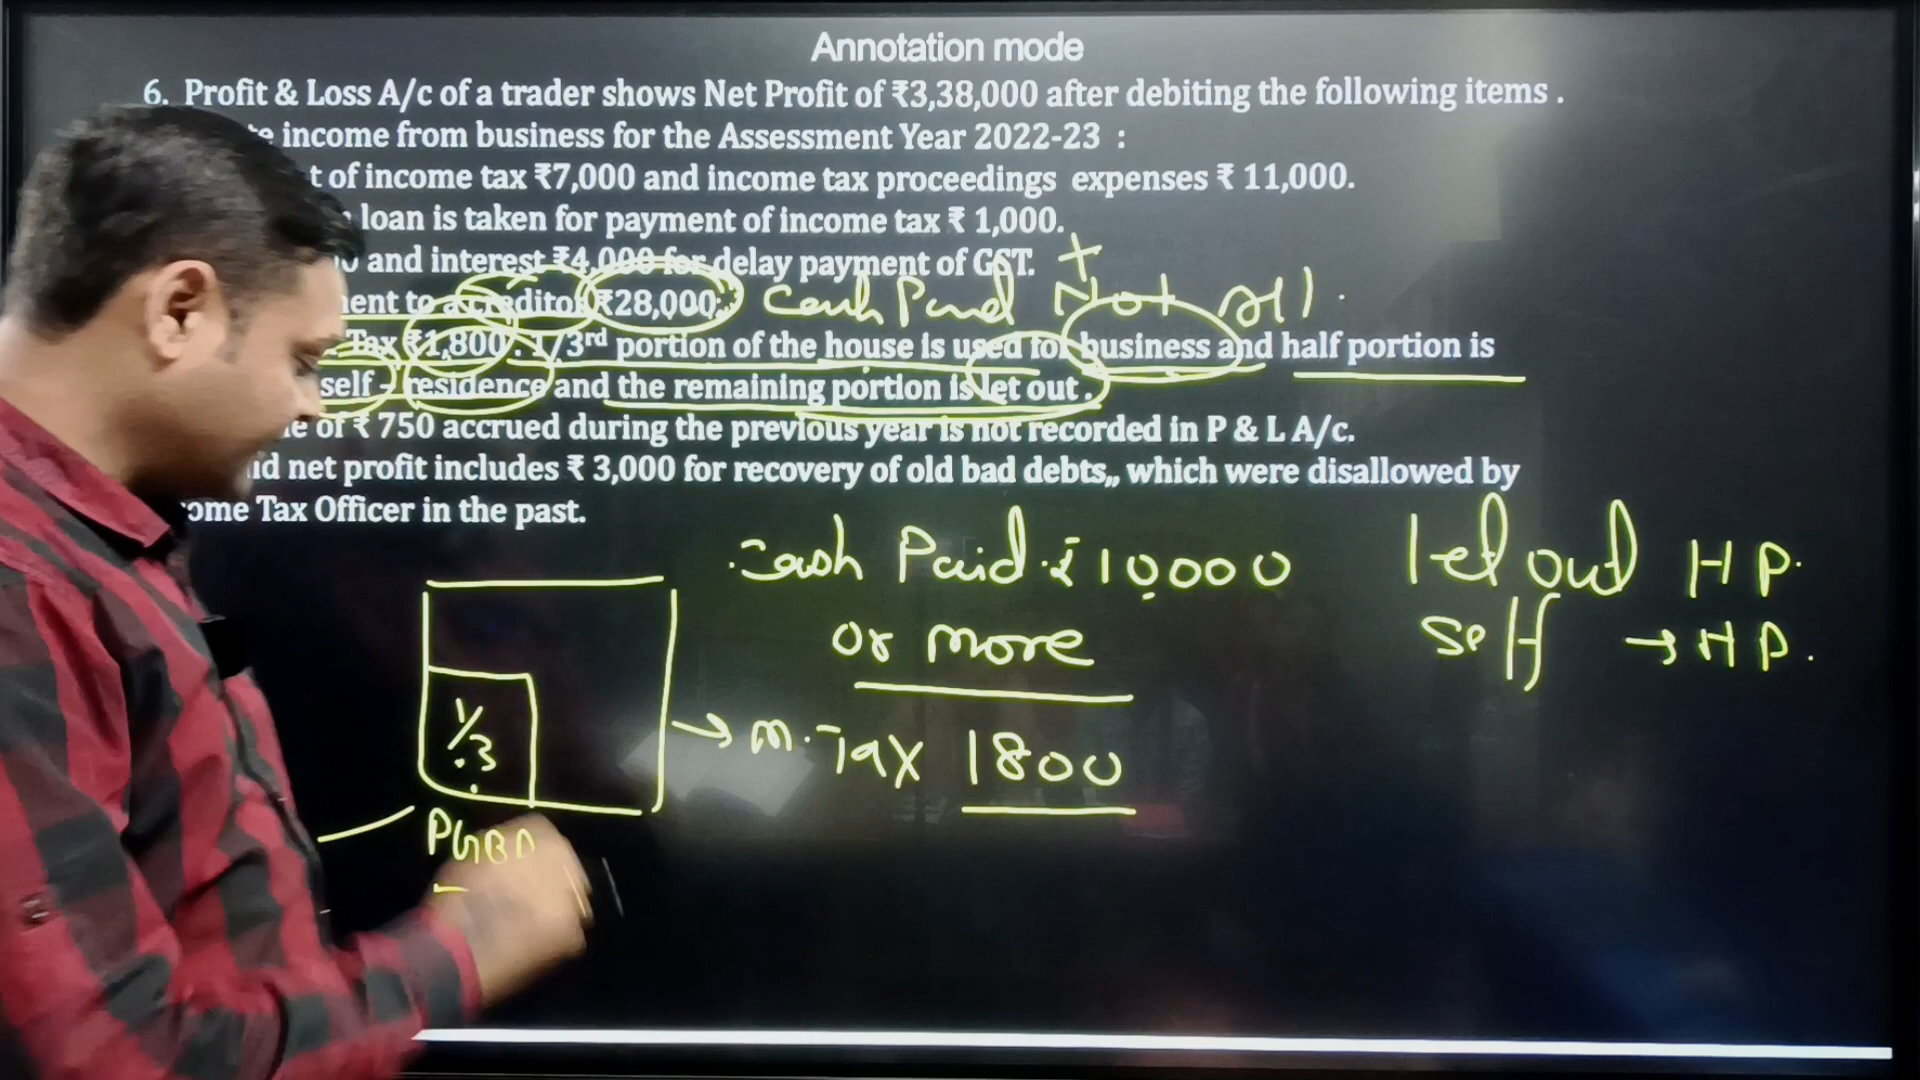 Annotation mode
6. Profit & Loss A/c of a trader shows Net Profit of ₹3,38,000 after debiting the following items .
income from business for the Assessment Year 2022-23 :
of income tax ₹7,000 and income tax proceedings expenses ₹ 11,000.
loan is taken for payment of income tax ₹ 1,000.
and interest ₹4,000 for delay payment of GST. +
to a creditor ₹28,000. Cash Paid Not all.
Tax ₹1,800. 1/3rd portion of the house is used for business and half portion is
self - residence and the remaining portion is let out .
of ₹ 750 accrued during the previous year is not recorded in P & L A/c.
net profit includes ₹ 3,000 for recovery of old bad debts,, which were disallowed by
Tax Officer in the past.
Cash Paid ₹10,000
or more
let out HP.
self → HP.
1/3
→ m. Tax 1800